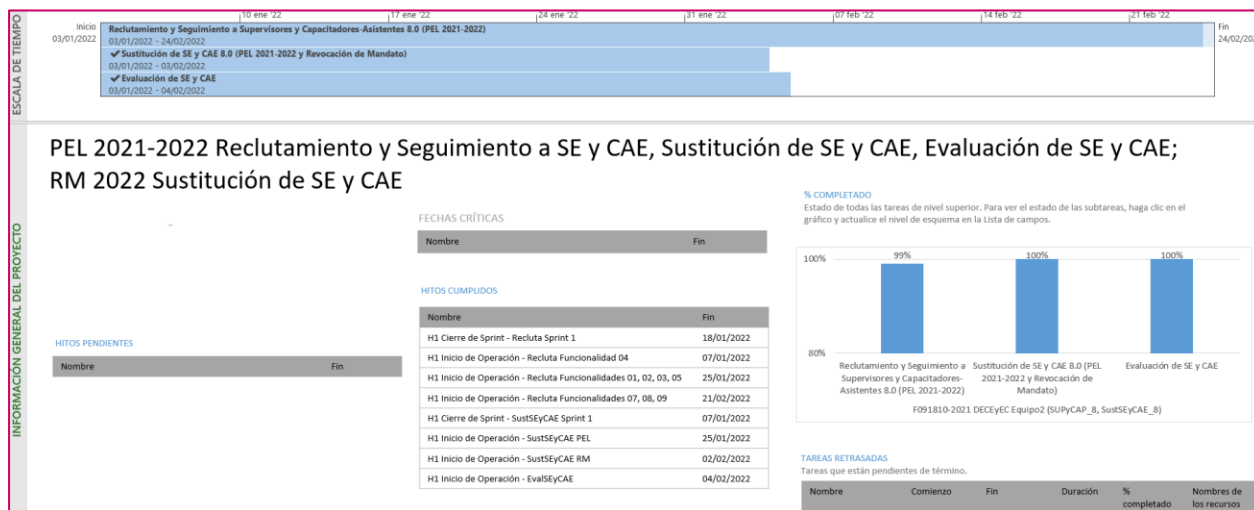 10 ene '22
17 ene '22
24 ene '22
31 ene '22
07 feb '22
14 feb '22
21 feb '22
ESCALA DE TIEMPO
Inicio
03/01/2022
Reclutamiento y Seguimiento a Supervisores y Capacitadores-Asistentes 8.0 (PEL 2021-2022)
03/01/2022 - 24/02/2022
✔Sustitución de SE y CAE 8.0 (PEL 2021-2022 y Revocación de Mandato)
03/01/2022 - 03/02/2022
✔Evaluación de SE y CAE
03/01/2022 - 04/02/2022
Fin
24/02/202
INFORMACIÓN GENERAL DEL PROYECTO
PEL 2021-2022 Reclutamiento y Seguimiento a SE y CAE, Sustitución de SE y CAE, Evaluación de SE y CAE;
RM 2022 Sustitución de SE y CAE
HITOS PENDIENTES
Nombre Fin
FECHAS CRÍTICAS
Nombre Fin
HITOS CUMPLIDOS
Nombre Fin
H1 Cierre de Sprint - Recluta Sprint 1 18/01/2022
H1 Inicio de Operación - Recluta Funcionalidad 04 07/01/2022
H1 Inicio de Operación - Recluta Funcionalidades 01, 02, 03, 05 25/01/2022
H1 Inicio de Operación - Recluta Funcionalidades 07, 08, 09 21/02/2022
H1 Cierre de Sprint - SustSEyCAE Sprint 1 07/01/2022
H1 Inicio de Operación - SustSEyCAE PEL 25/01/2022
H1 Inicio de Operación - SustSEyCAE RM 02/02/2022
H1 Inicio de Operación - EvalSEyCAE 04/02/2022
% COMPLETADO
Estado de todas las tareas de nivel superior. Para ver el estado de las subtareas, haga clic en el
gráfico y actualice el nivel de esquema en la Lista de campos.
100%
99%
100%
100%
80%
Reclutamiento y Seguimiento a
Supervisores y Capacitadores-
Asistentes 8.0 (PEL 2021-2022)
Sustitución de SE y CAE 8.0 (PEL
2021-2022 y Revocación de
Mandato)
Evaluación de SE y CAE
F091810-2021 DECEyEC Equipo2 (SUPyCAP_8, SustSEyCAE_8)
TAREAS RETRASADAS
Tareas que están pendientes de término.
Nombre Comienzo Fin Duración %
completado Nombres de
los recursos